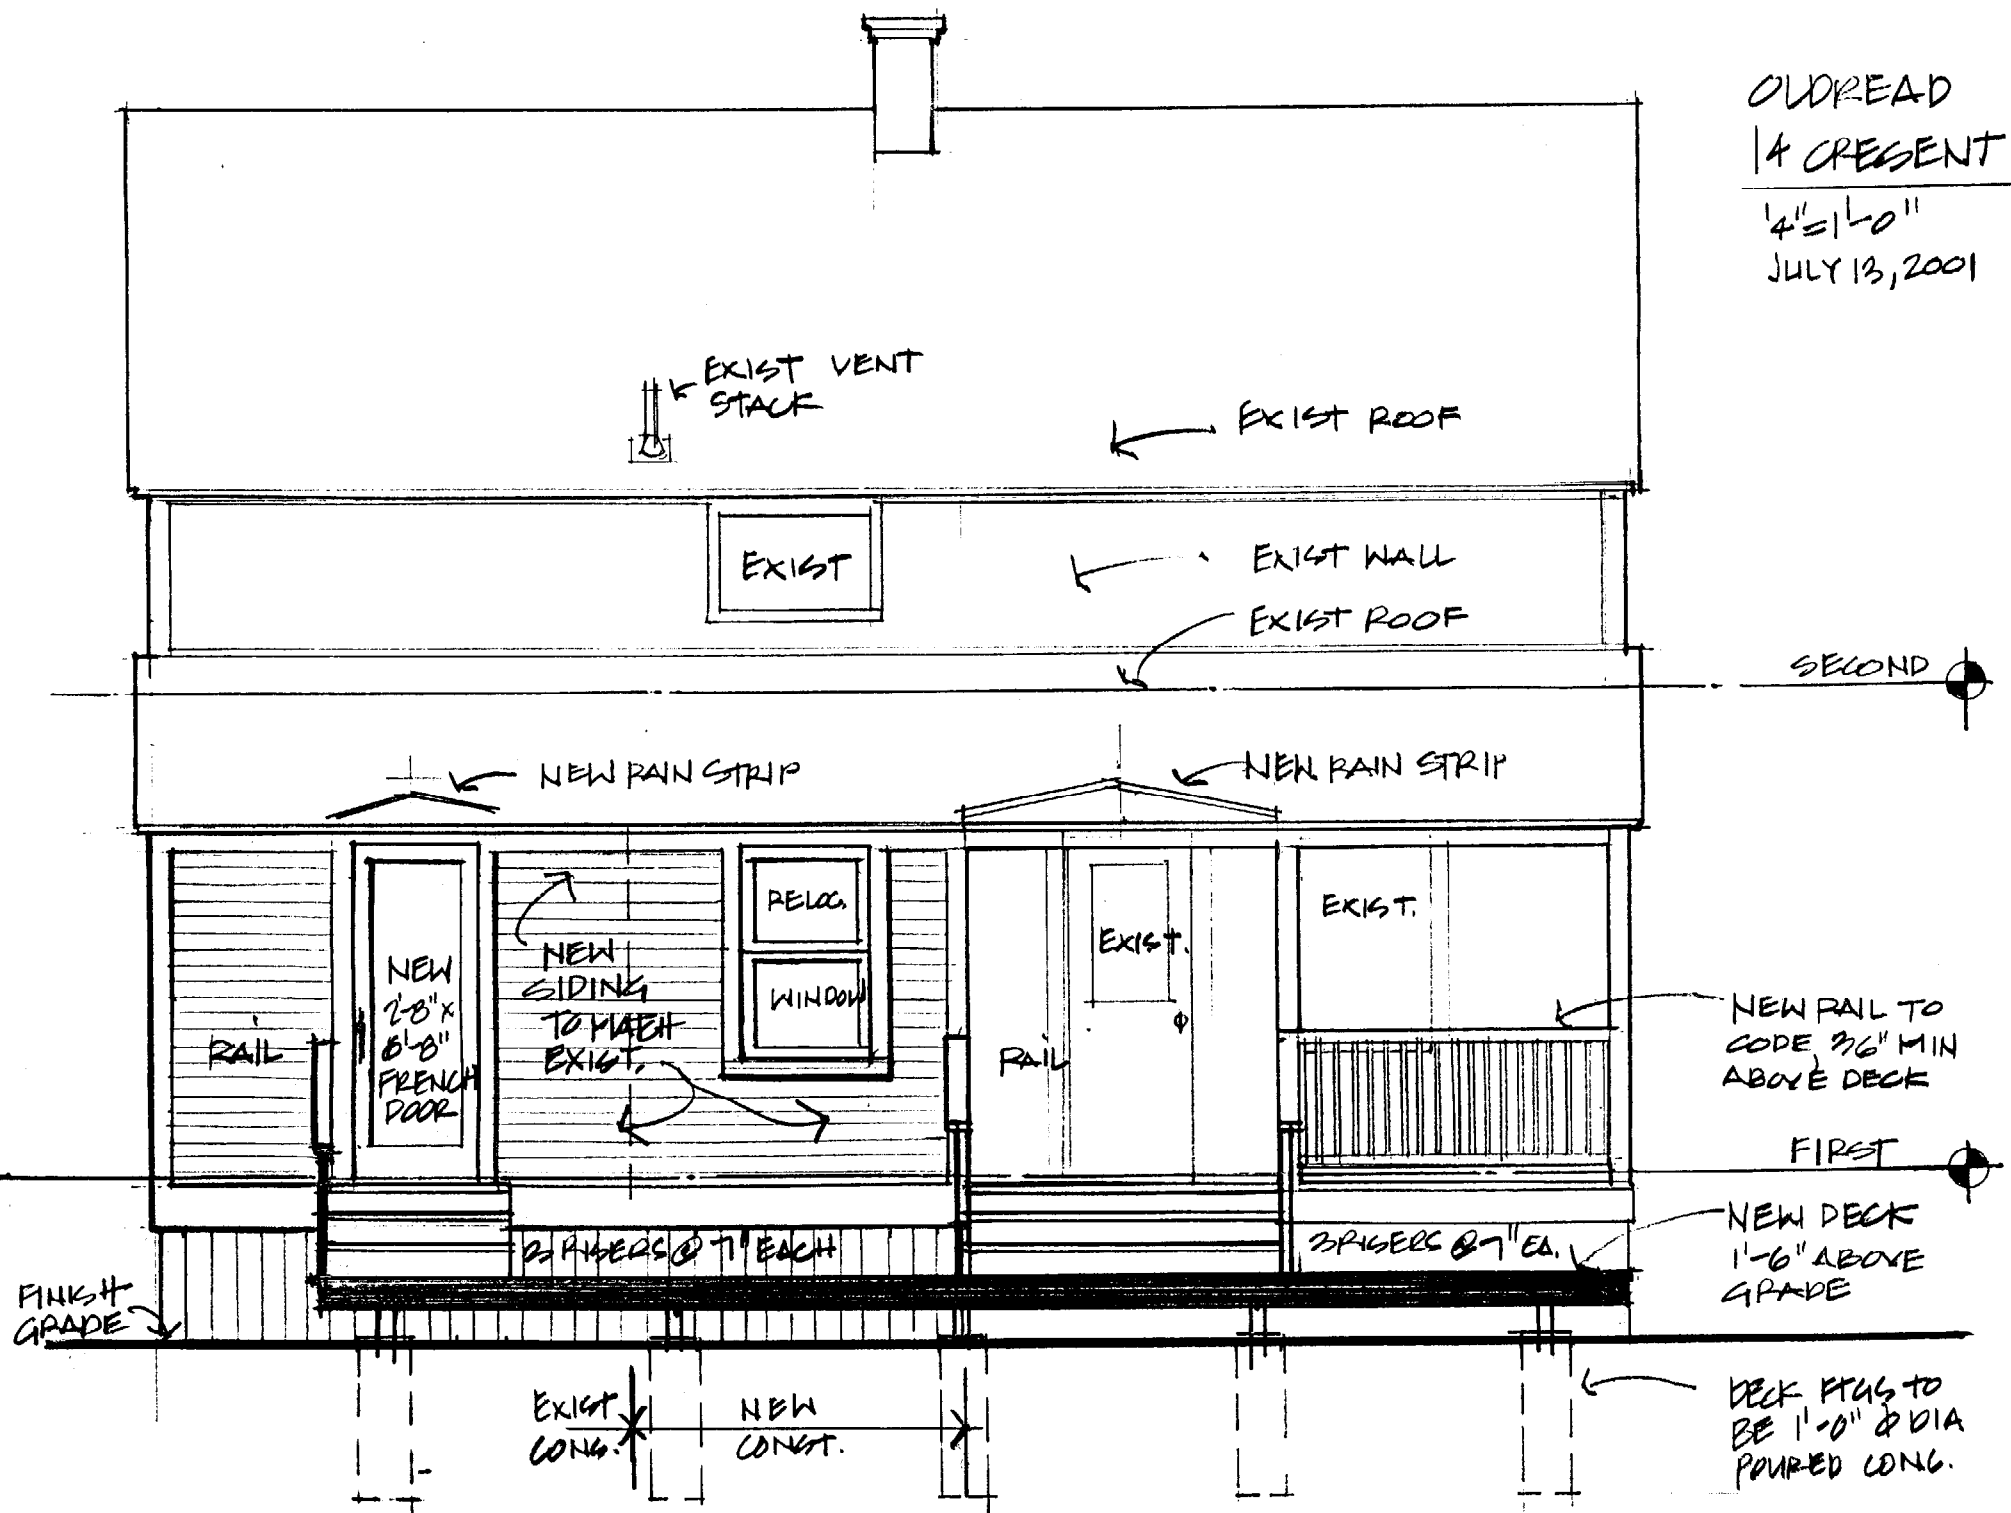 OLDREAD
14 CRESENT
1/4"=1'-0"
JULY 13, 2001
EXIST VENT
STACK
EXIST ROOF
EXIST
EXIST WALL
EXIST ROOF
SECOND
NEW RAIN STRIP
NEW RAIN STRIP
RELOC.
WINDOW
EXIST.
EXIST.
NEW
2'-8" x
6'-8"
FRENCH
DOOR
NEW
SIDING
TO MATCH
EXIST.
RAIL
RAIL
NEW RAIL TO
CODE, 36" MIN
ABOVE DECK
FIRST
NEW DECK
1'-6" ABOVE
GRADE
3 RISERS @ 7" EACH
3 RISERS @ 7" EA.
FINISH
GRADE
EXIST
CONS.
NEW
CONST.
DECK FTGS TO
BE 1'-0" ϕ DIA
POURED CONC.